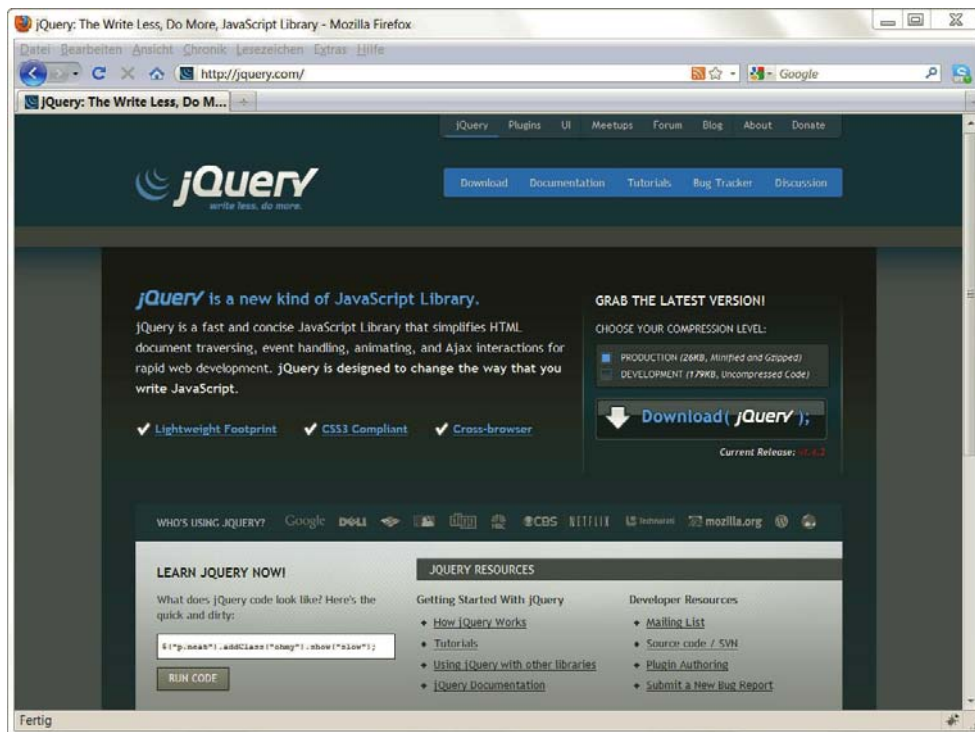 jQuery: The Write Less, Do More, JavaScript Library - Mozilla Firefox
Datei Bearbeiten Ansicht Chronik Lesezeichen Extras Hilfe
http://jquery.com/ Google
jQuery: The Write Less, Do M...
jQuery Plugins UI Meetups Forum Blog About Donate
jQuery
write less, do more.
Download Documentation Tutorials Bug Tracker Discussion
jQuery is a new kind of JavaScript Library.
jQuery is a fast and concise JavaScript Library that simplifies HTML
document traversing, event handling, animating, and Ajax interactions for
rapid web development. jQuery is designed to change the way that you
write JavaScript.
Lightweight Footprint CSS3 Compliant Cross-browser
GRAB THE LATEST VERSION!
CHOOSE YOUR COMPRESSION LEVEL:
PRODUCTION (26KB, Minified and Gzipped)
DEVELOPMENT (179KB, Uncompressed Code)
Download( jQuery );
Current Release:
WHO'S USING JQUERY? Google DELL NBC CBS NETFLIX Technorati mozilla.org
LEARN JQUERY NOW!
What does jQuery code look like? Here's the
quick and dirty:
$("p.neat").addClass("ohmy").show("slow");
RUN CODE
JQUERY RESOURCES
Getting Started With jQuery
How jQuery Works
Tutorials
Using jQuery with other libraries
jQuery Documentation
Developer Resources
Mailing List
Source code / SVN
Plugin Authoring
Submit a New Bug Report
Fertig